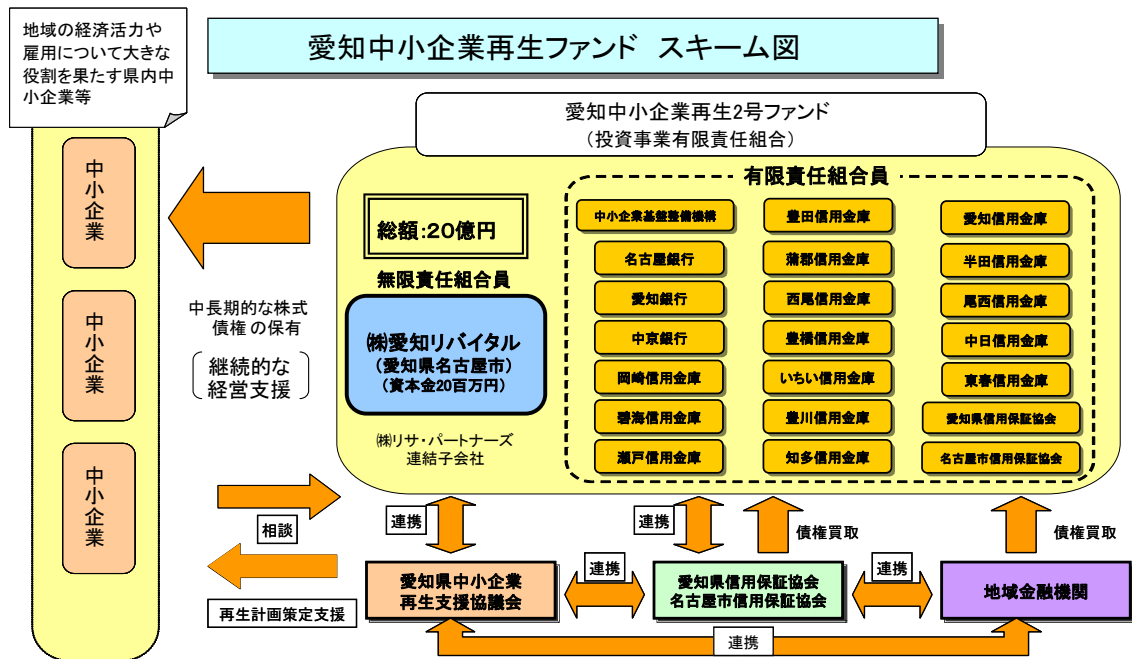 地域の経済活力や
雇用について大きな
役割を果たす県内中
小企業等
愛知中小企業再生ファンド スキーム図
愛知中小企業再生2号ファンド
(投資事業有限責任組合)
中小企業
中小企業
中小企業
中長期的な株式
債権の保有
継続的な
経営支援
総額:20億円
無限責任組合員
㈱愛知リバイタル
(愛知県名古屋市)
(資本金20百万円)
㈱リサ・パートナーズ
連結子会社
有限責任組合員
中小企業基盤整備機構
名古屋銀行
愛知銀行
中京銀行
岡崎信用金庫
碧海信用金庫
瀬戸信用金庫
豊田信用金庫
蒲郡信用金庫
西尾信用金庫
豊橋信用金庫
いちい信用金庫
豊川信用金庫
知多信用金庫
愛知信用金庫
半田信用金庫
尾西信用金庫
中日信用金庫
東春信用金庫
愛知県信用保証協会
名古屋市信用保証協会
相談
再生計画策定支援
連携
連携
債権買取
債権買取
愛知県中小企業
再生支援協議会
連携
愛知県信用保証協会
名古屋市信用保証協会
連携
地域金融機関
連携